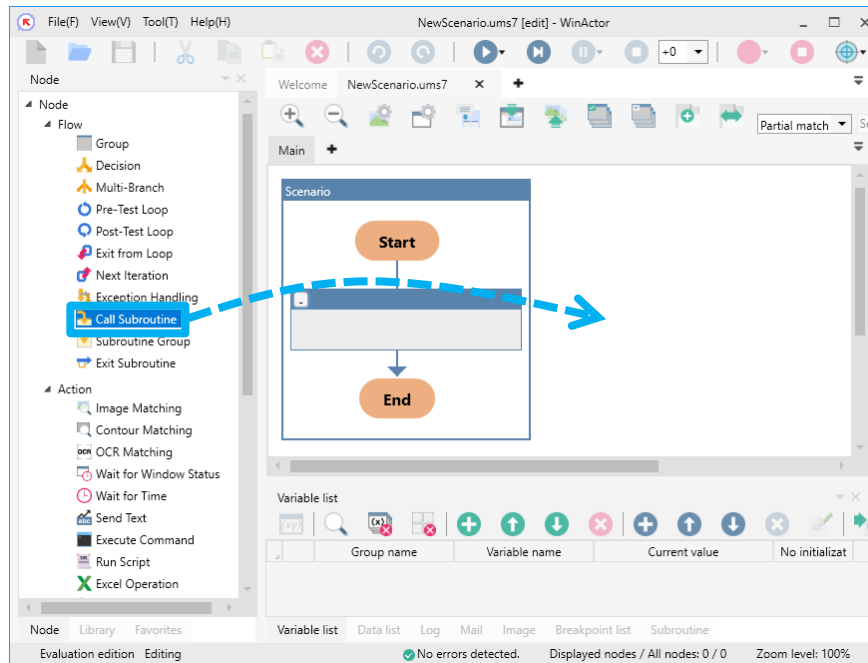 File(F) View(V) Tool(T) Help(H) NewScenario.ums7 [edit] - WinActor
+0
Node
Welcome NewScenario.ums7
Node
Flow
Group
Decision
Multi-Branch
Pre-Test Loop
Post-Test Loop
Exit from Loop
Next Iteration
Exception Handling
Call Subroutine
Subroutine Group
Exit Subroutine
Action
Image Matching
Contour Matching
OCR OCR Matching
Wait for Window Status
Wait for Time
Send Text
Execute Command
Run Script
Excel Operation
Node Library Favorites
Partial match
Main
Scenario
Start
End
Variable list
Group name Variable name Current value No initializat
Variable list Data list Log Mail Image Breakpoint list Subroutine
Evaluation edition Editing No errors detected. Displayed nodes / All nodes: 0 / 0 Zoom level: 100%